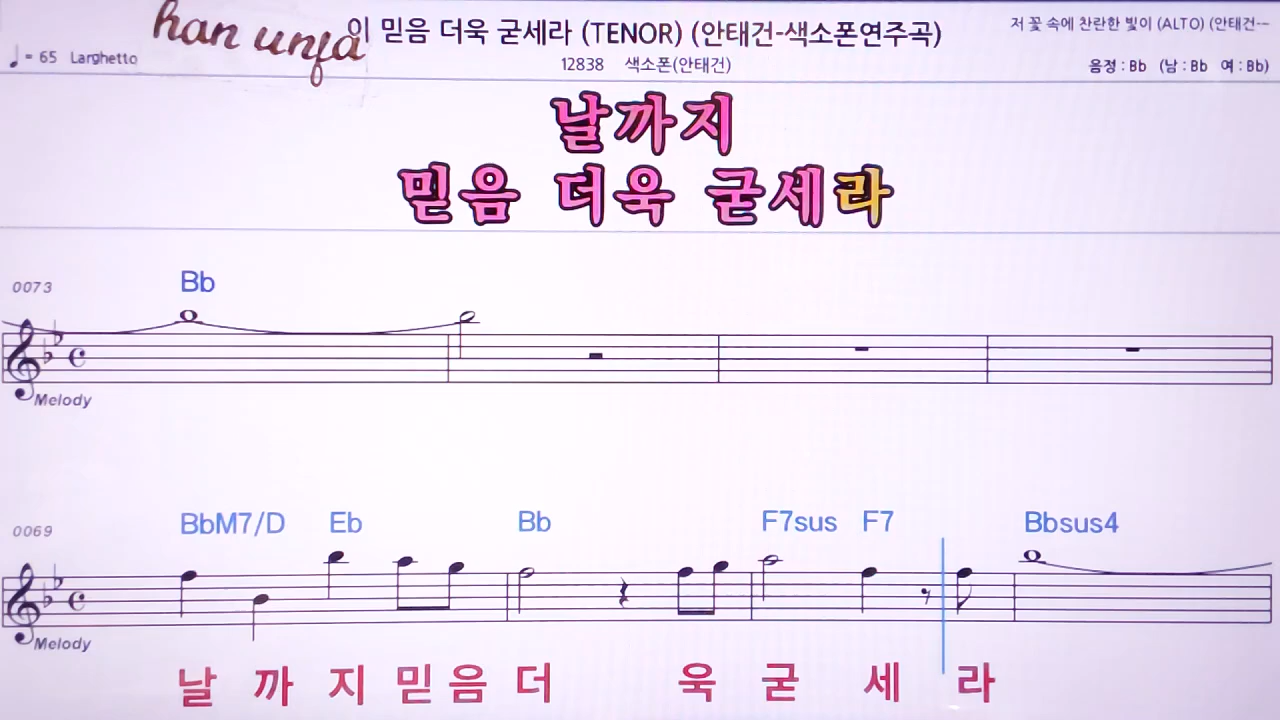 han unfa
이 믿음 더욱 굳세라 (TENOR) (안태건-색소폰연주곡)
저 꽃 속에 찬란한 빛이 (ALTO) (안태건--
♩= 65 Larghetto
12838 색소폰(안태건)
음정 : Bb (남 : Bb 여 : Bb)
날까지
믿음 더욱 굳세라
0073
Bb
Melody
0069
BbM7/D Eb Bb F7sus F7 Bbsus4
Melody
날 까 지 믿 음 더 욱 굳 세 라